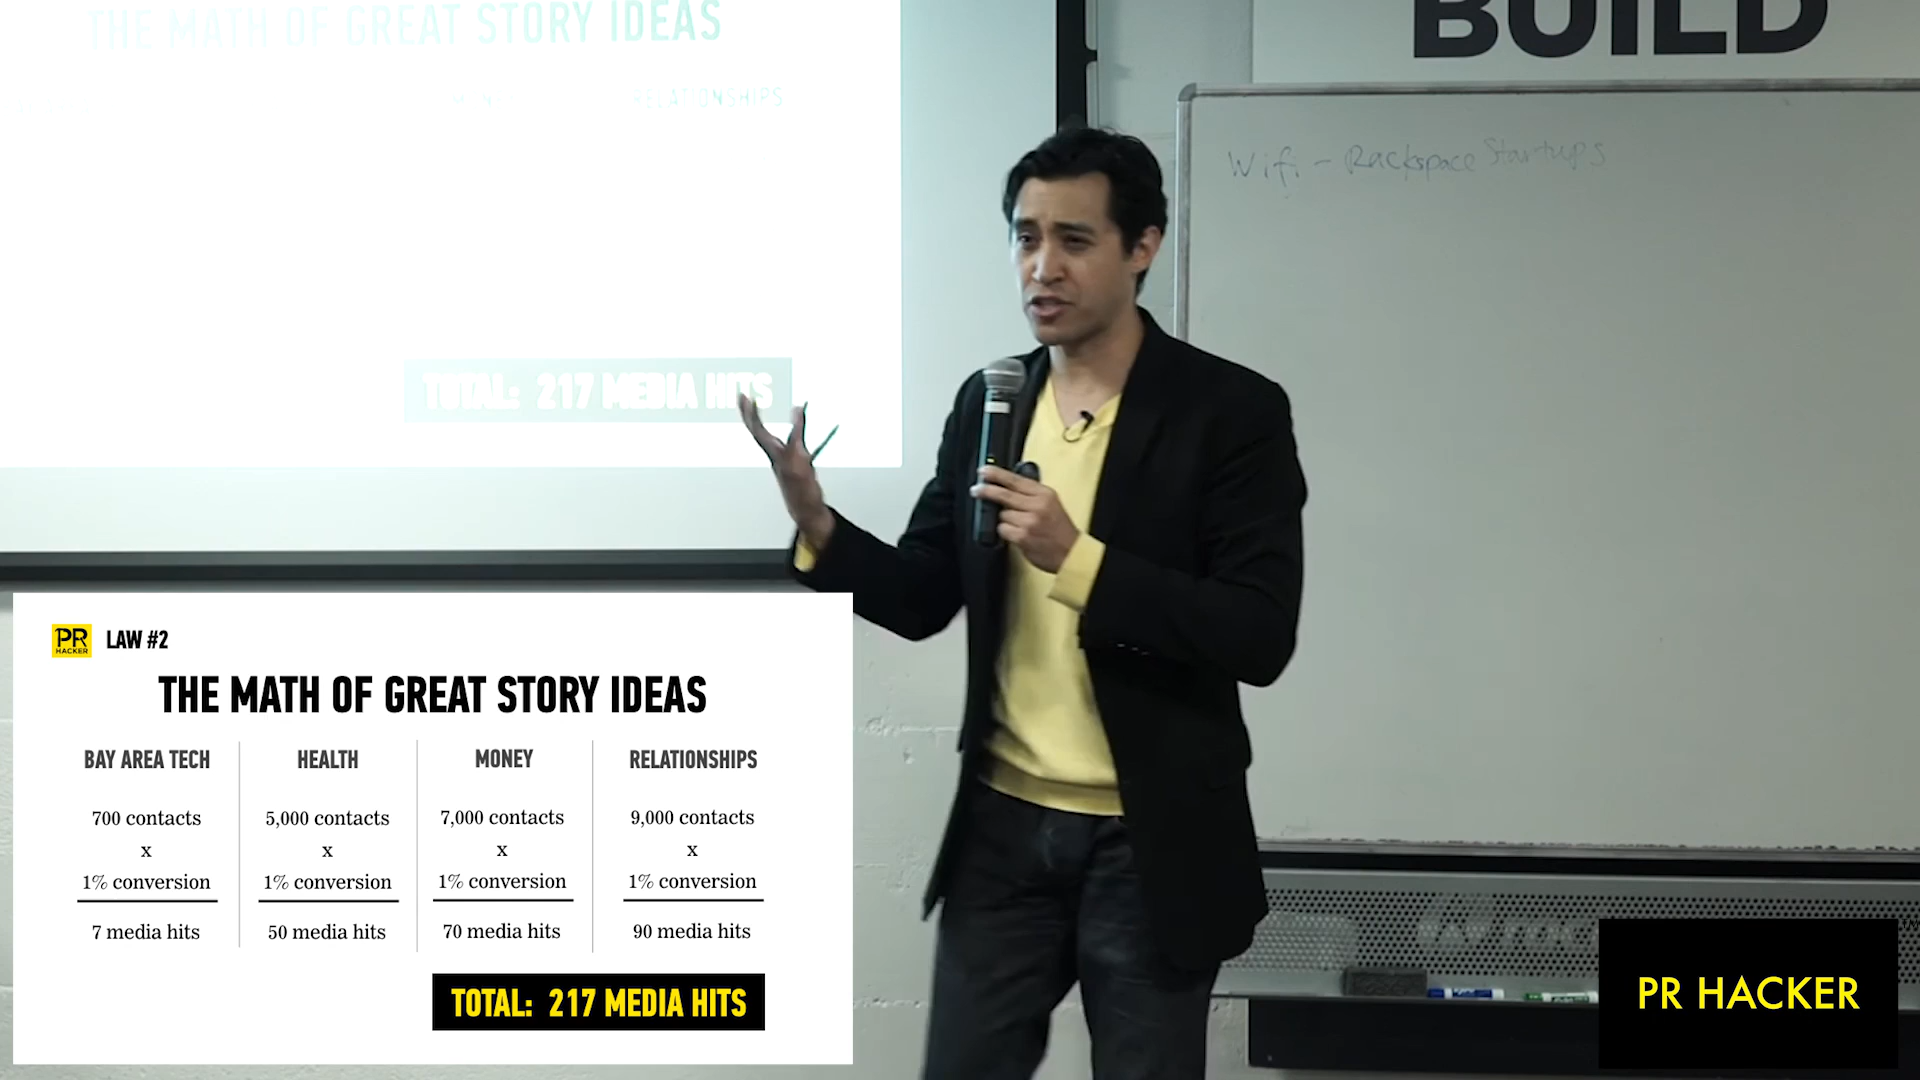 THE MATH OF GREAT STORY IDEAS
RELATIONSHIPS
TOTAL: 217 MEDIA HITS
BUILD
Wifi - Rackspace Startups
PR
HACKER
LAW #2
THE MATH OF GREAT STORY IDEAS
BAY AREA TECH
700 contacts
x
1% conversion
7 media hits
HEALTH
5,000 contacts
x
1% conversion
50 media hits
MONEY
7,000 contacts
x
1% conversion
70 media hits
RELATIONSHIPS
9,000 contacts
x
1% conversion
90 media hits
TOTAL: 217 MEDIA HITS
PR HACKER
TM